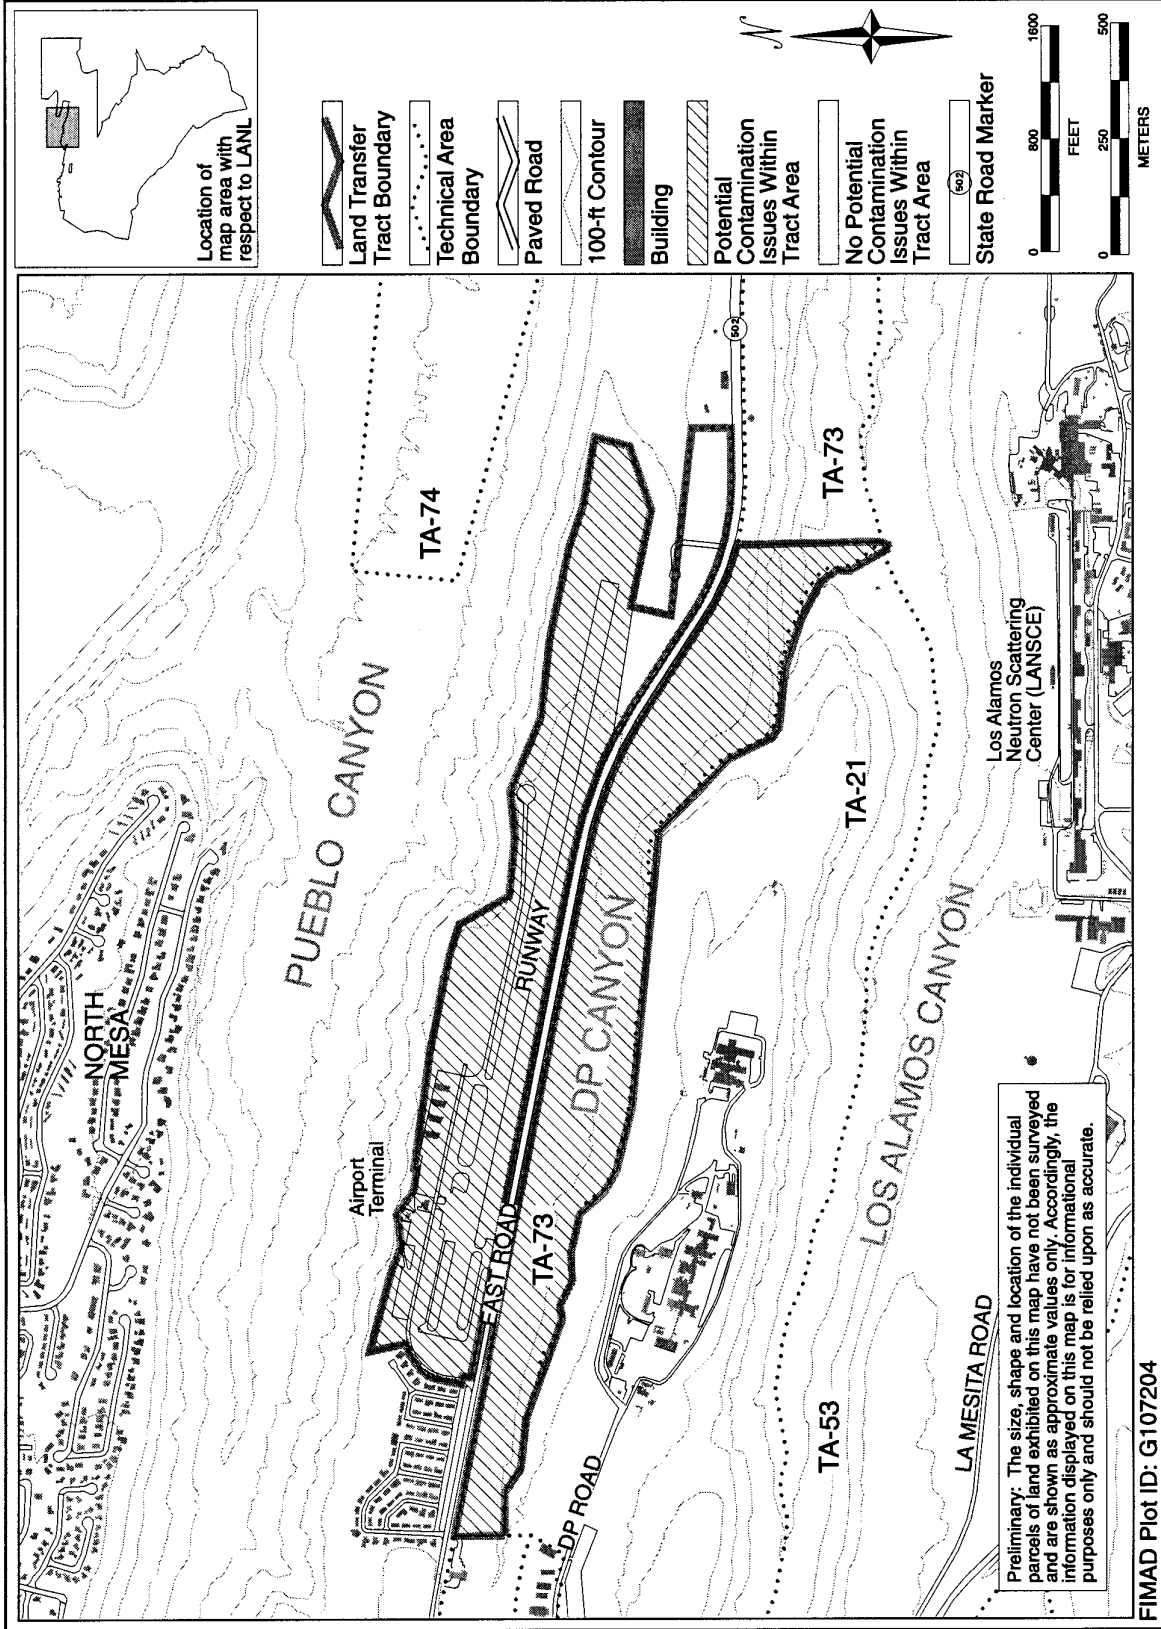 NORTH
MESA
PUEBLO CANYON
TA-74
Airport
Terminal
RUNWAY
EAST ROAD
TA-73
DP CANYON
502
TA-73
TA-21
DP ROAD
TA-53
LOS ALAMOS CANYON
LA MESITA ROAD
Los Alamos
Neutron Scattering
Center (LANSCE)
Preliminary: The size, shape and location of the individual
parcels of land exhibited on this map have not been surveyed
and are shown as approximate values only. Accordingly, the
information displayed on this map is for informational
purposes only and should not be relied upon as accurate.
FIMAD Plot ID: G107204
Location of
map area with
respect to LANL
Land Transfer
Tract Boundary
Technical Area
Boundary
Paved Road
100-ft Contour
Building
Potential
Contamination
Issues Within
Tract Area
No Potential
Contamination
Issues Within
Tract Area
502
State Road Marker
N
0 800 1600
FEET
0 250 500
METERS